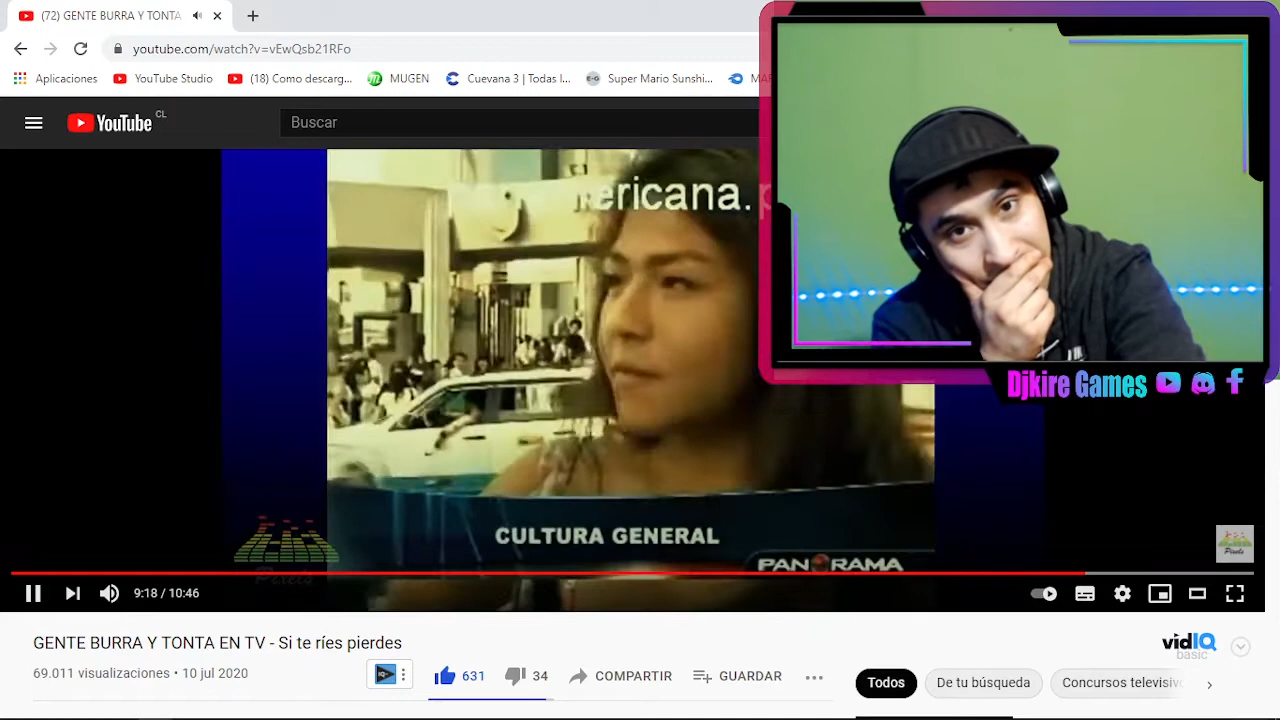 (72) GENTE BURRA Y TONTA
youtube.com/watch?v=vEwQsb21RFo
Aplicaciones
YouTube Studio
(18) Como descarg...
MUGEN
Cuevana 3 | Todas l...
Super Mario Sunshi...
YouTube CL
Buscar
ericana.
CULTURA GENERAL
PANORAMA
Pixels
Pixels
Djkire Games
9:18 / 10:46
GENTE BURRA Y TONTA EN TV - Si te ríes pierdes
69.011 visualizaciones • 10 jul 2020
631
34
COMPARTIR
GUARDAR
vidIQ
basic
Todos
De tu búsqueda
Concursos televisiv